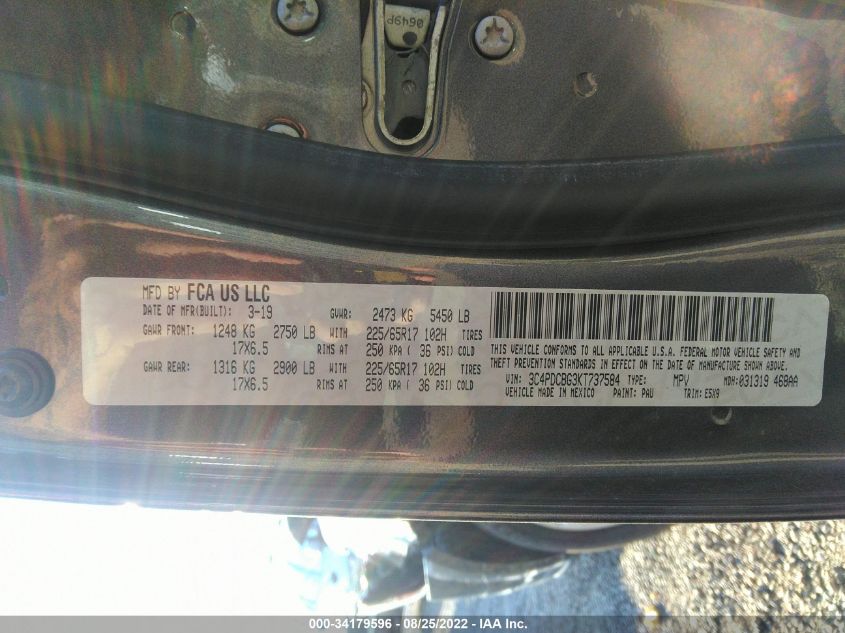 0649P
MFD BY FCA US LLC
DATE OF MFR(BUILT): 3-19 GVWR: 2473 KG 5450 LB
GAWR FRONT: 1248 KG 2750 LB WITH 225/65R17 102H TIRES
17X6.5 RIMS AT 250 KPA ( 36 PSI) COLD
GAWR REAR: 1316 KG 2900 LB WITH 225/65R17 102H TIRES
17X6.5 RIMS AT 250 KPA ( 36 PSI) COLD
THIS VEHICLE CONFORMS TO ALL APPLICABLE U.S.A. FEDERAL MOTOR VEHICLE SAFETY AND
THEFT PREVENTION STANDARDS IN EFFECT ON THE DATE OF MANUFACTURE SHOWN ABOVE.
VIN: 3C4PDCBG3KT737584 TYPE: MPV MDH: 031319 468AA
VEHICLE MADE IN MEXICO PAINT: PAU TRIM: E5X9
000-34179596 - 08/25/2022 - IAA Inc.